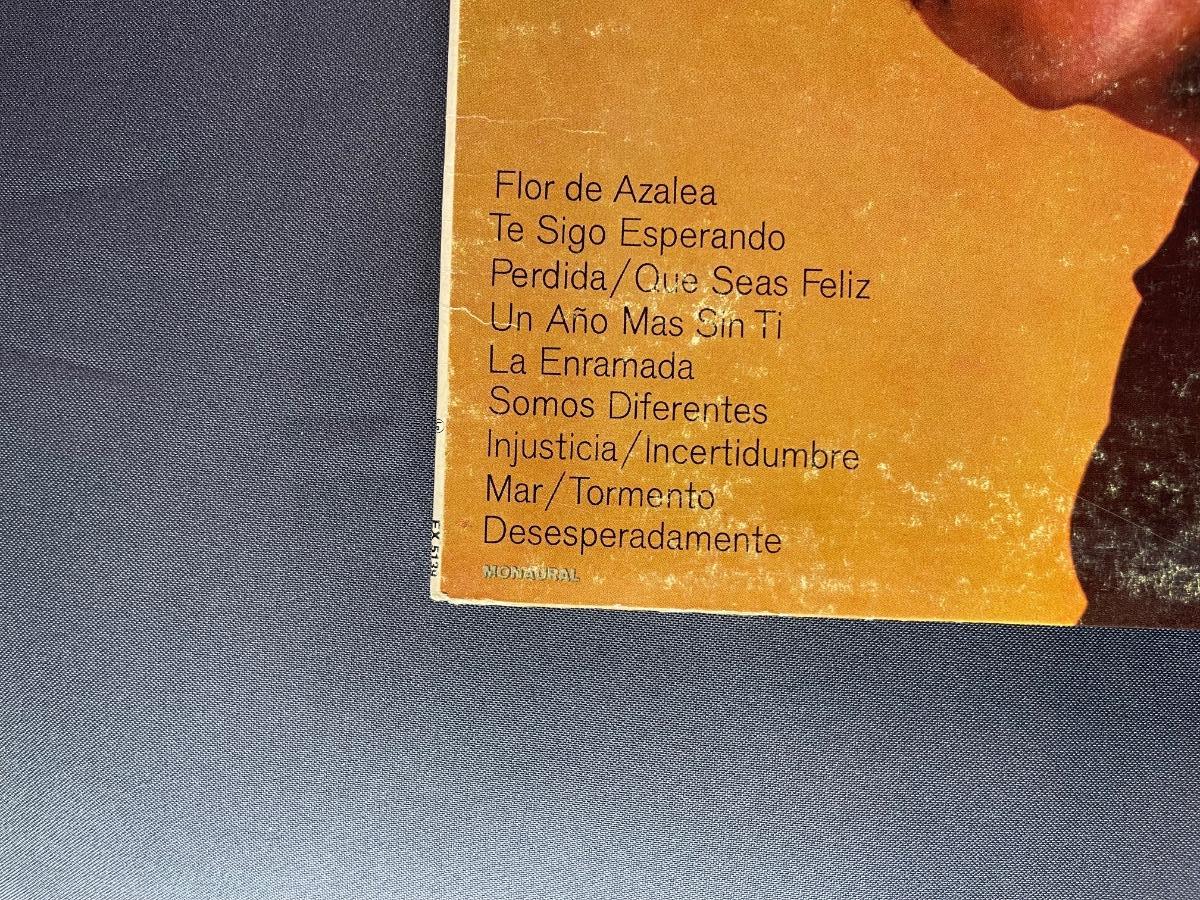 Flor de Azalea
Te Sigo Esperando
Perdida/Que Seas Feliz
Un Año Mas Sin Ti
La Enramada
Somos Diferentes
Injusticia/Incertidumbre
Mar/Tormento
Desesperadamente
MONAURAL